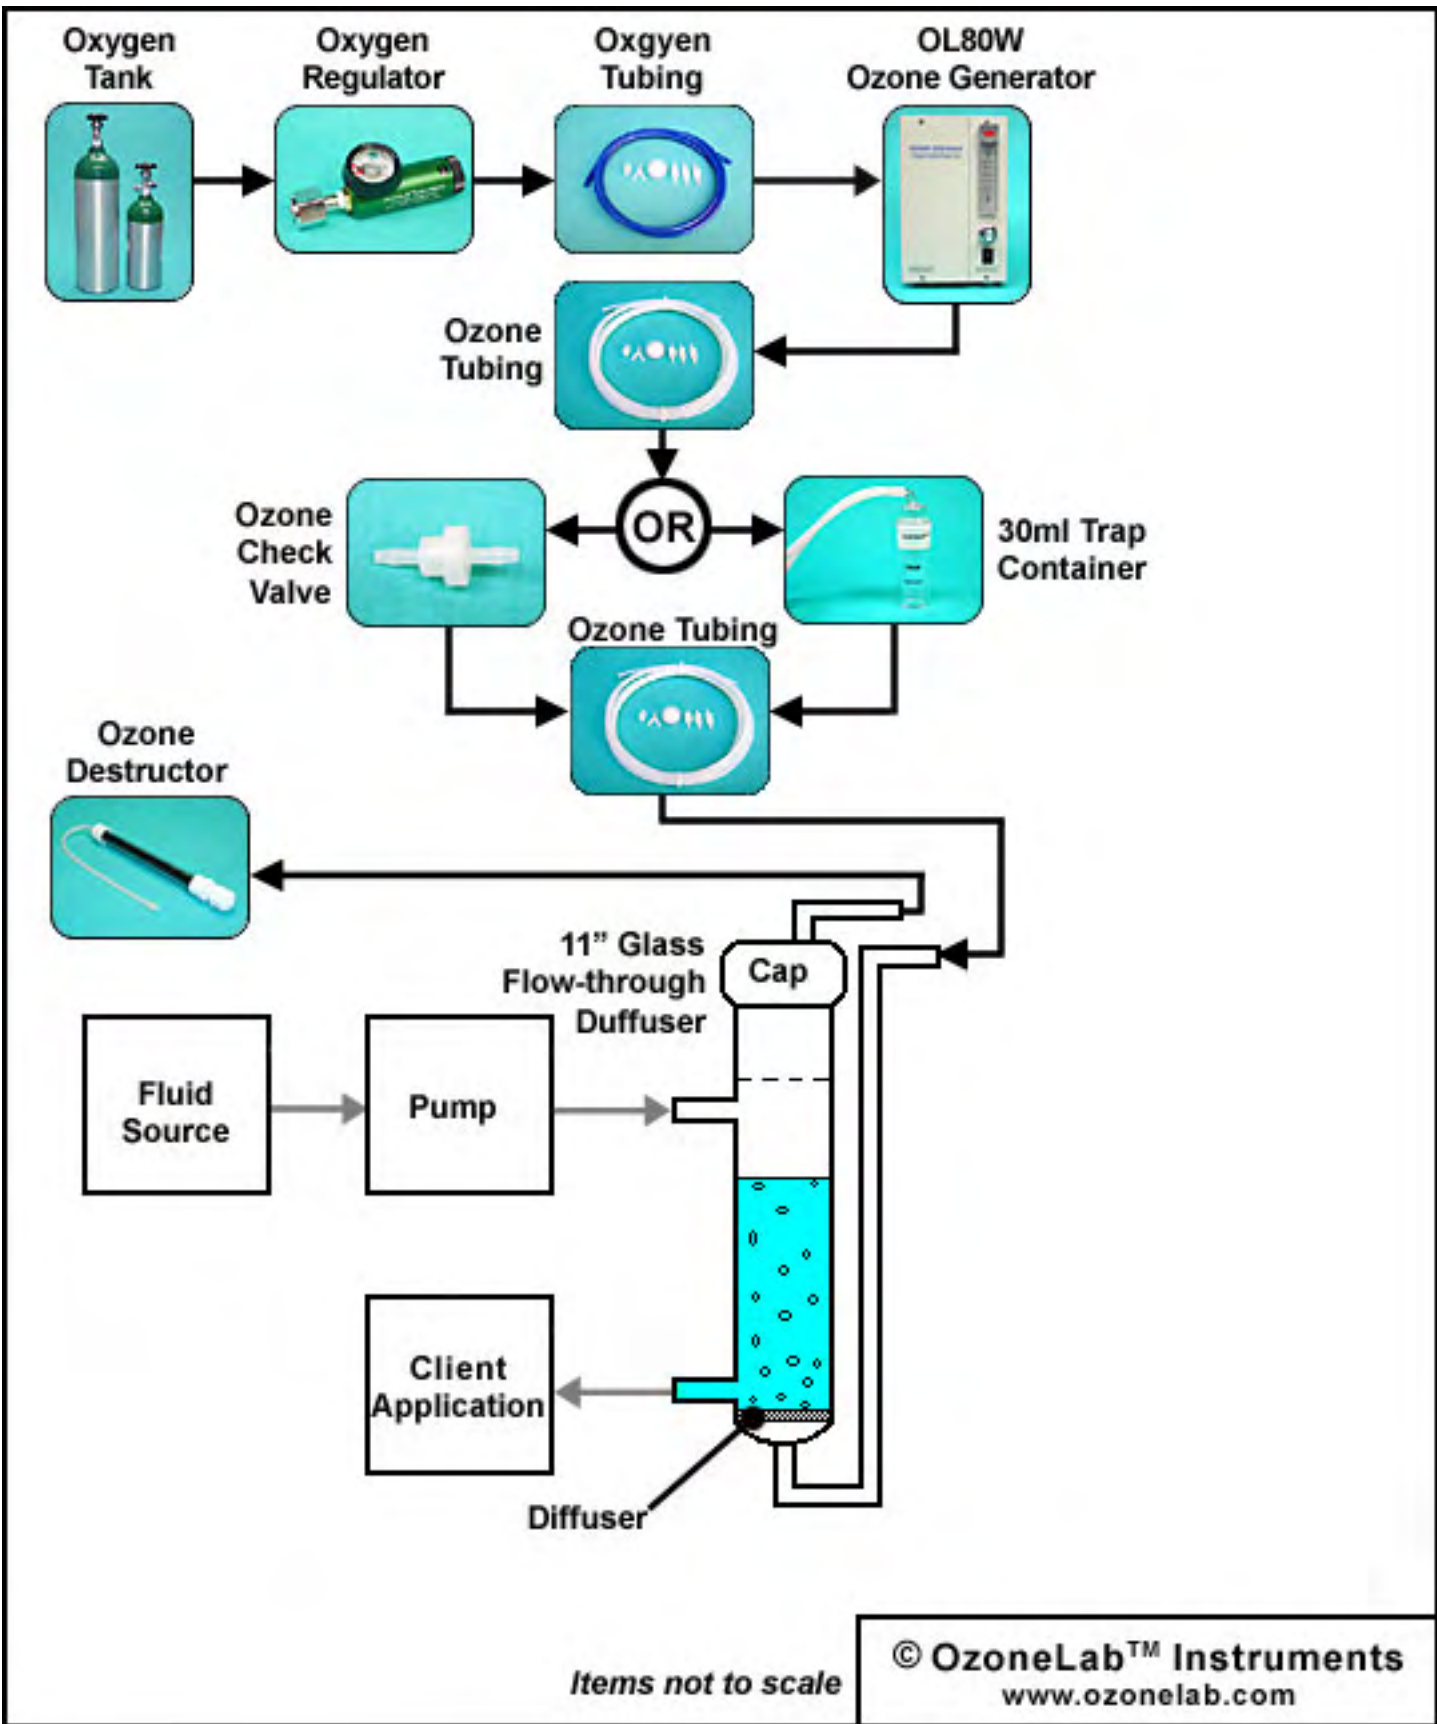 Oxygen
Tank
Oxygen
Regulator
Oxgyen
Tubing
OL80W
Ozone Generator
Ozone
Tubing
OR
Ozone
Check
Valve
30ml Trap
Container
Ozone Tubing
Ozone
Destructor
11” Glass
Flow-through
Duffuser
Cap
Fluid
Source
Pump
Client
Application
Diffuser
Items not to scale
© OzoneLab™ Instruments
www.ozonelab.com